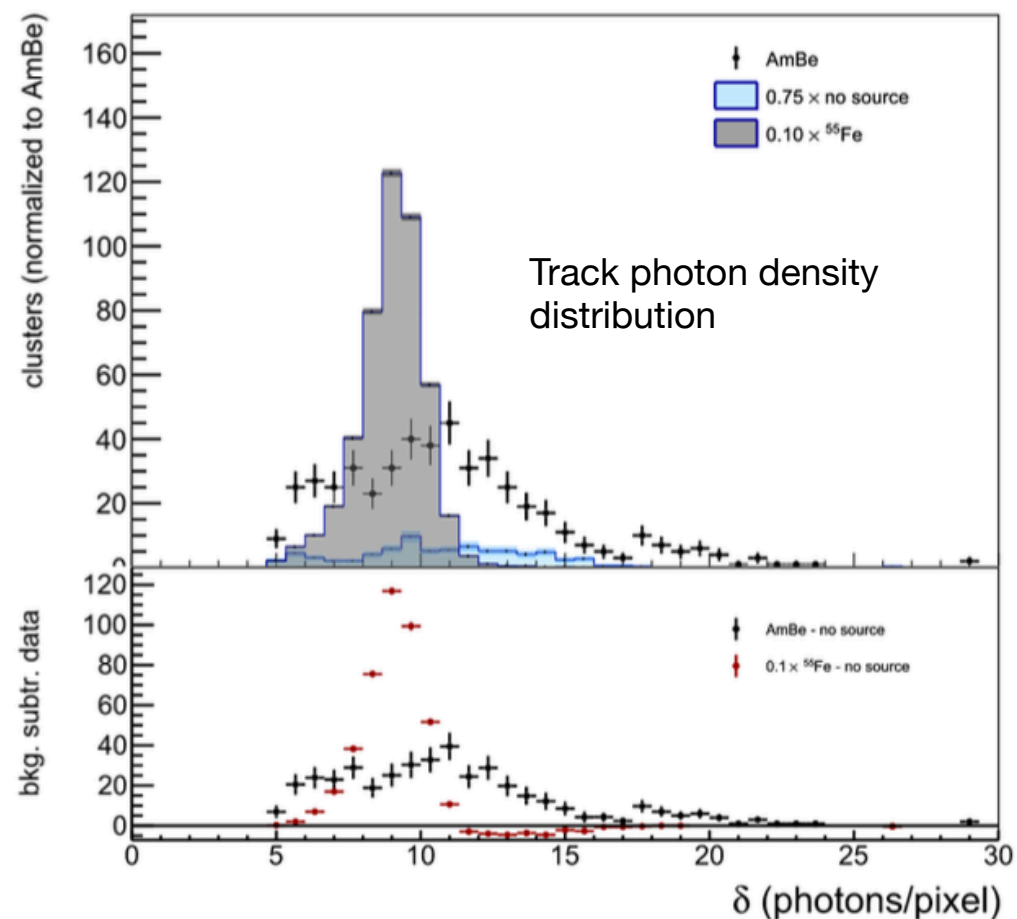 clusters (normalized to AmBe)
160
140
120
100
80
60
40
20
0
AmBe
0.75 × no source
0.10 × ⁵⁵Fe
Track photon density
distribution
bkg. subtr. data
120
100
80
60
40
20
0
AmBe - no source
0.1× ⁵⁵Fe - no source
0 5 10 15 20 25 30
δ (photons/pixel)